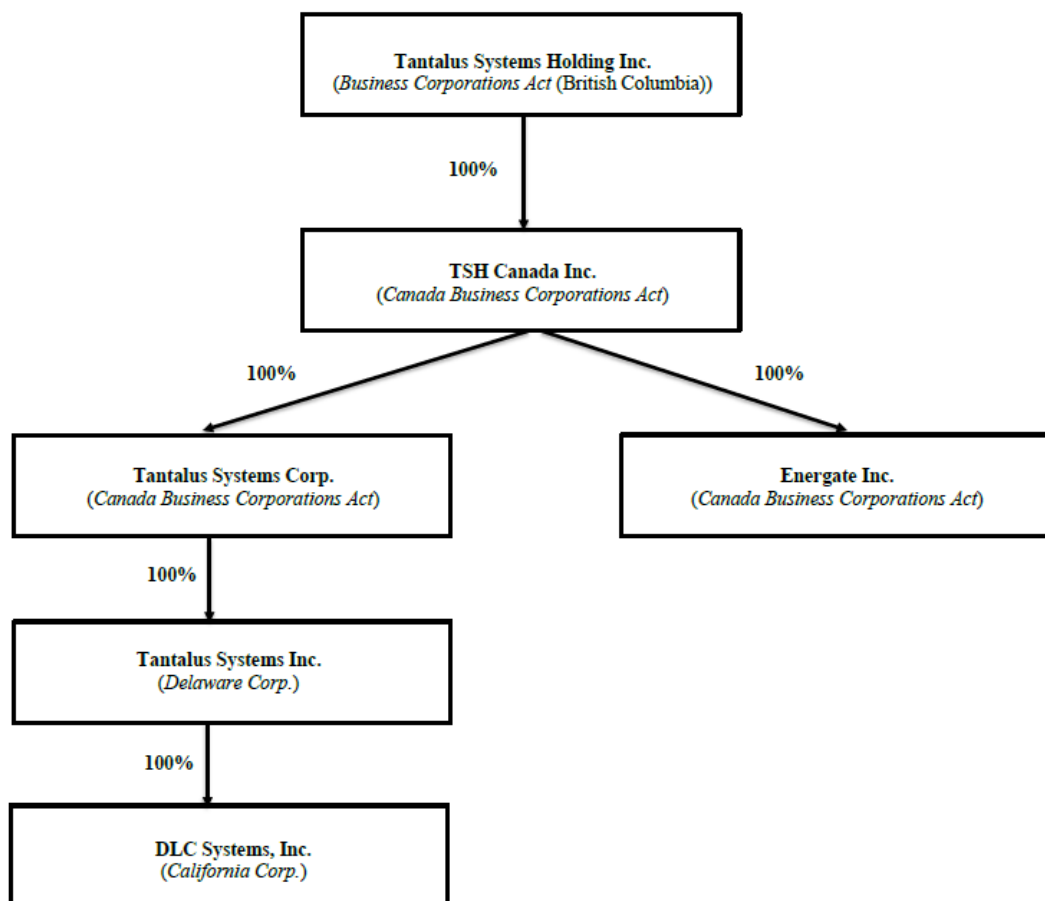 Tantalus Systems Holding Inc.
(Business Corporations Act (British Columbia))
100%
TSH Canada Inc.
(Canada Business Corporations Act)
100%
100%
Tantalus Systems Corp.
(Canada Business Corporations Act)
Energate Inc.
(Canada Business Corporations Act)
100%
Tantalus Systems Inc.
(Delaware Corp.)
100%
DLC Systems, Inc.
(California Corp.)